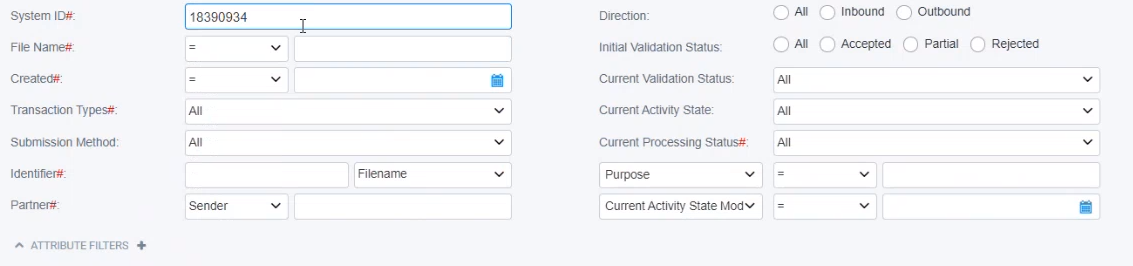 System ID#: 18390934
File Name#: =
Created#: =
Transaction Types#: All
Submission Method: All
Identifier#: Filename
Partner#: Sender
ATTRIBUTE FILTERS +
Direction: All Inbound Outbound
Initial Validation Status: All Accepted Partial Rejected
Current Validation Status: All
Current Activity State: All
Current Processing Status#: All
Purpose =
Current Activity State Mod =